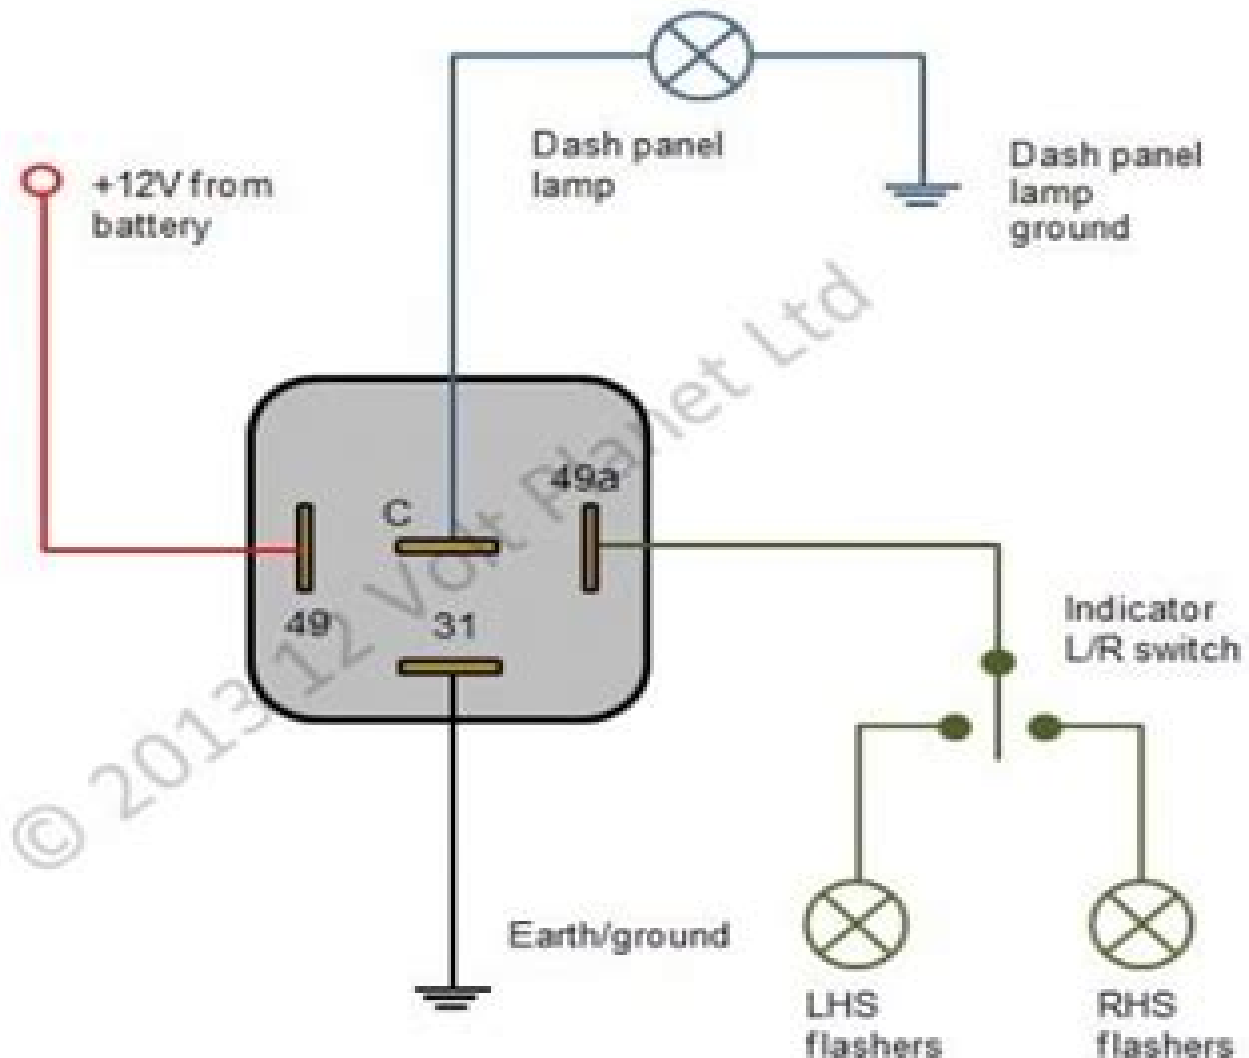 Dash panel
lamp
Dash panel
lamp
ground
+12V from
battery
49a
C
49
31
Indicator
L/R switch
Earth/ground
LHS
flashers
RHS
flashers
© 2013 12 Volt Planet Ltd